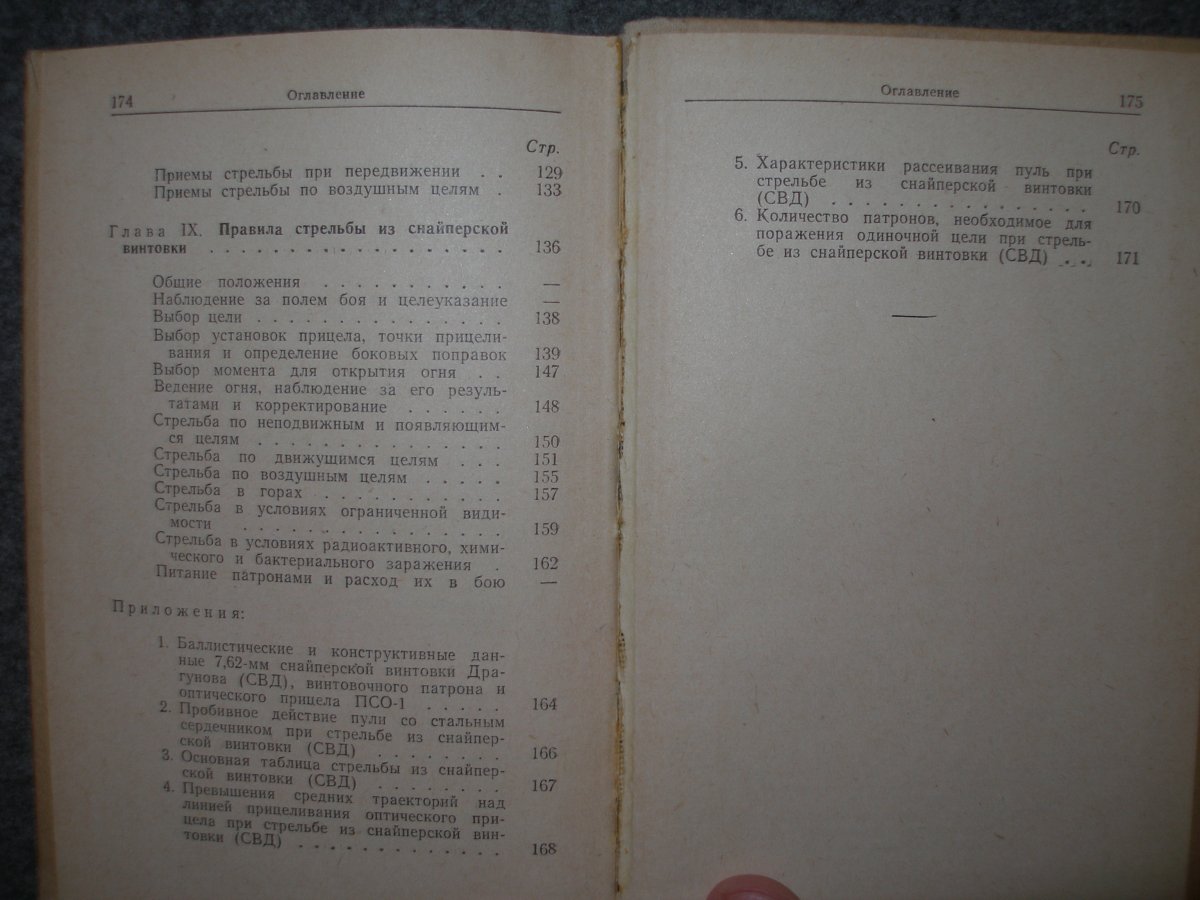 174 Оглавление
Стр.
Приемы стрельбы при передвижении . . 129
Приемы стрельбы по воздушным целям . 133
Глава IX. Правила стрельбы из снайперской
винтовки . . . . . . . . . . . . . . . . . . 136
Общие положения . . . . . . . . . . . —
Наблюдение за полем боя и целеуказание —
Выбор цели . . . . . . . . . . . . . . . 138
Выбор установок прицела, точки прицели-
вания и определение боковых поправок 139
Выбор момента для открытия огня . . 147
Ведение огня, наблюдение за его резуль-
татами и корректирование . . . . . . 148
Стрельба по неподвижным и появляющим-
ся целям . . . . . . . . . . . . . . . 150
Стрельба по движущимся целям . . . 151
Стрельба по воздушным целям . . . . . 155
Стрельба в горах . . . . . . . . . . . 157
Стрельба в условиях ограниченной види-
мости . . . . . . . . . . . . . . . . 159
Стрельба в условиях радиоактивного, хими-
ческого и бактериального заражения . 162
Питание патронами и расход их в бою —
Приложения:
1. Баллистические и конструктивные дан-
ные 7,62-мм снайперской винтовки Дра-
гунова (СВД), винтовочного патрона и
оптического прицела ПСО-1 . . . . . 164
2. Пробивное действие пули со стальным
сердечником при стрельбе из снайпер-
ской винтовки (СВД) . . . . . . . . 166
3. Основная таблица стрельбы из снайпер-
ской винтовки (СВД) . . . . . . . . 167
4. Превышения средних траекторий над
линией прицеливания оптического при-
цела при стрельбе из снайперской вин-
товки (СВД) . . . . . . . . . . . . . 168
Оглавление 175
Стр.
5. Характеристики рассеивания пуль при
стрельбе из снайперской винтовки
(СВД) . . . . . . . . . . . . . . . . 170
6. Количество патронов, необходимое для
поражения одиночной цели при стрель-
бе из снайперской винтовки (СВД) . . . 171